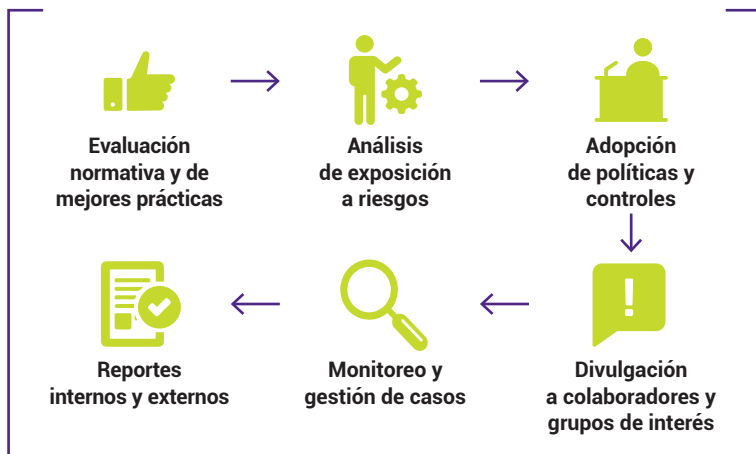 Evaluación
normativa y de
mejores prácticas
Análisis
de exposición
a riesgos
Adopción
de políticas y
controles
Divulgación
a colaboradores y
grupos de interés
Monitoreo y
gestión de casos
Reportes
internos y externos